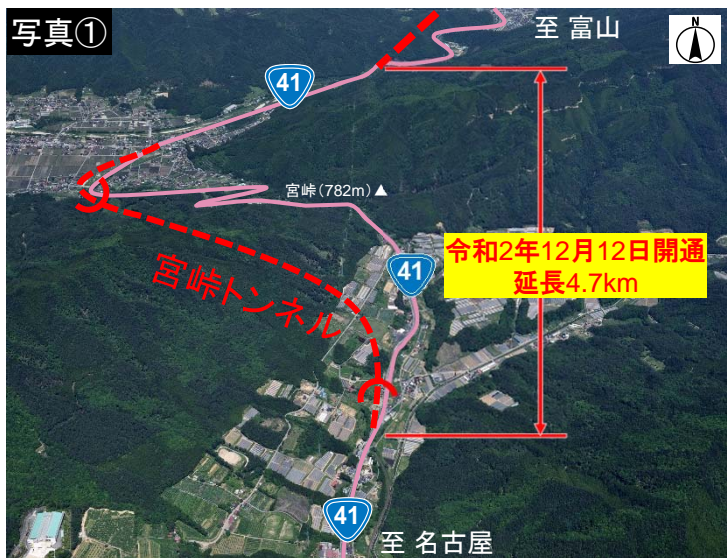 写真①
至 富山
N
41
宮峠(782m)▲
41
令和2年12月12日開通
延長4.7km
宮峠トンネル
41
至 名古屋